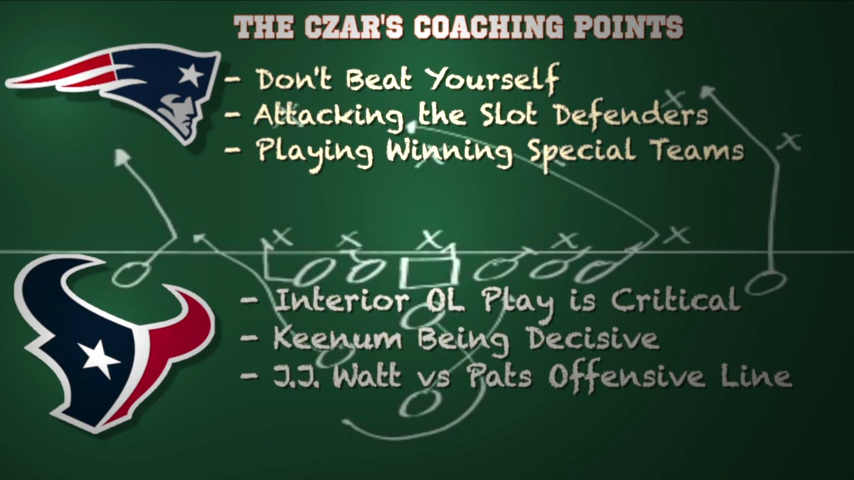 THE CZAR'S COACHING POINTS
- Don't Beat Yourself
- Attacking the Slot Defenders
- Playing Winning Special Teams
- Interior OL Play is Critical
- Keenum Being Decisive
- J.J. Watt vs Pats Offensive Line